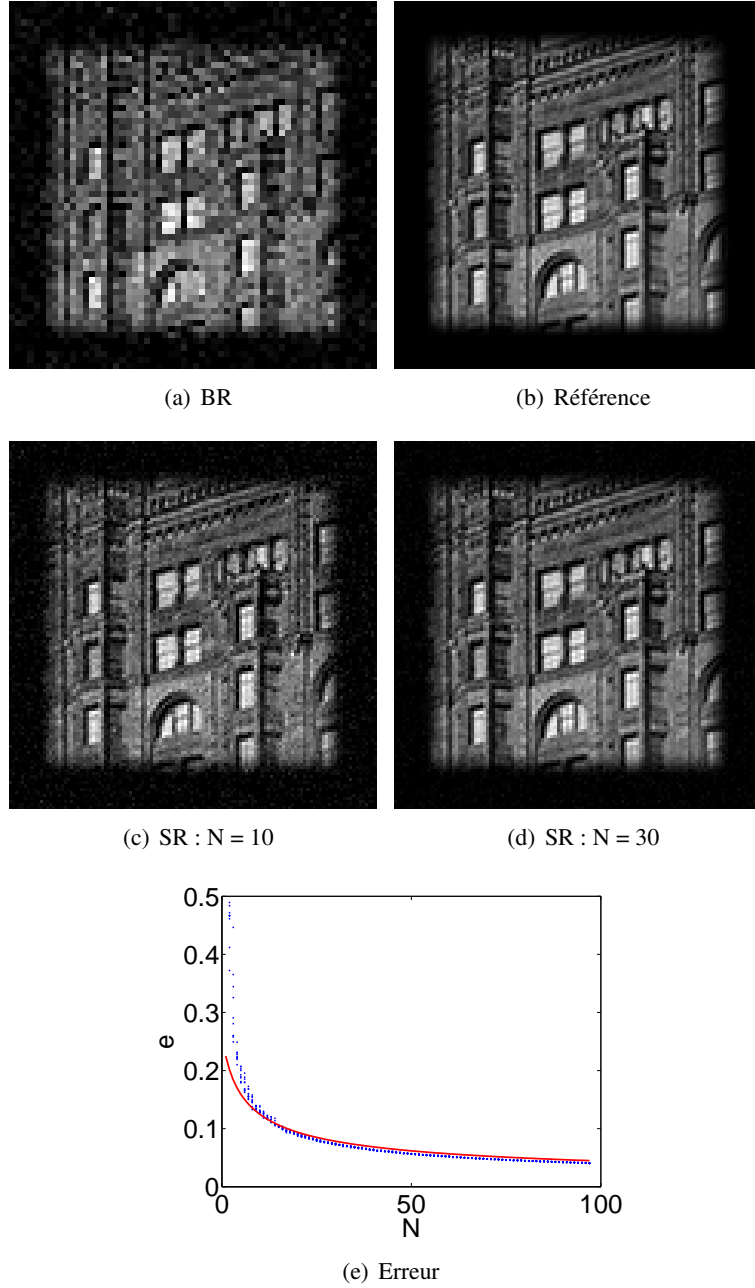 (a) BR
(b) Référence
(c) SR : N = 10
(d) SR : N = 30
0.5
0.4
0.3
0.2
0.1
0
e
0
50
100
N
(e) Erreur